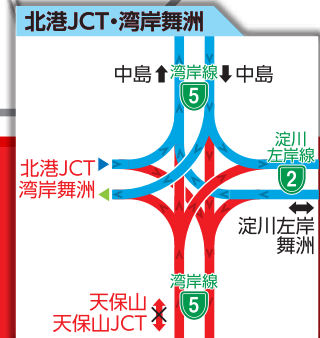 北港JCT・湾岸舞洲
中島
湾岸線
中島
5
淀川
左岸線
2
北港JCT
湾岸舞洲
淀川左岸
舞洲
湾岸線
5
天保山
天保山JCT